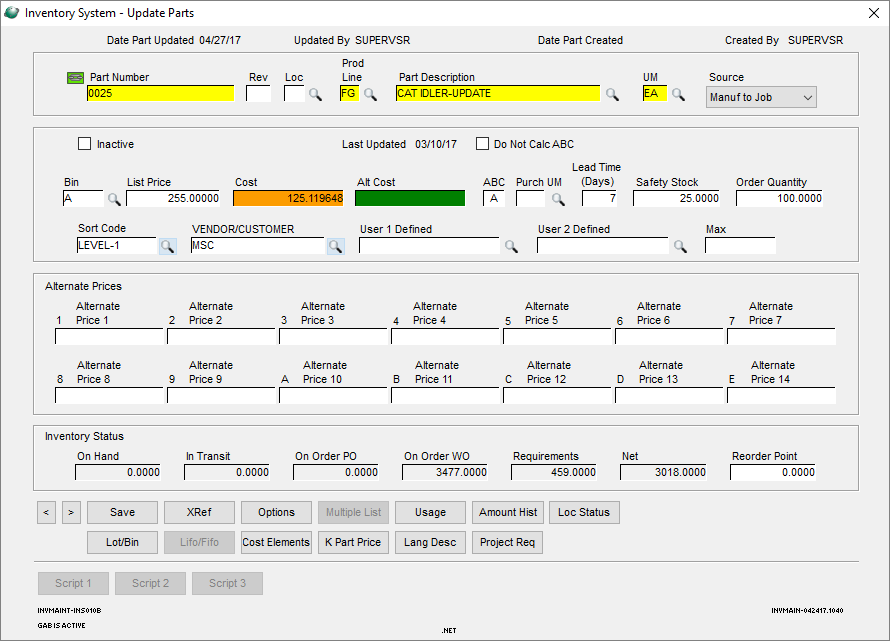 Inventory System - Update Parts
Date Part Updated 04/27/17 Updated By SUPERVSR Date Part Created Created By SUPERVSR
Part Number Rev Loc Prod Line Part Description UM Source
0025 FG CAT IDLER-UPDATE EA Manuf to Job
Inactive Last Updated 03/10/17 Do Not Calc ABC
Bin List Price Cost Alt Cost ABC Purch UM Lead Time (Days) Safety Stock Order Quantity
A 255.00000 125.119648 A 7 25.0000 100.0000
Sort Code VENDOR/CUSTOMER User 1 Defined User 2 Defined Max
LEVEL-1 MSC
Alternate Prices
1 Alternate Price 1 2 Alternate Price 2 3 Alternate Price 3 4 Alternate Price 4 5 Alternate Price 5 6 Alternate Price 6 7 Alternate Price 7
8 Alternate Price 8 9 Alternate Price 9 A Alternate Price 10 B Alternate Price 11 C Alternate Price 12 D Alternate Price 13 E Alternate Price 14
Inventory Status
On Hand In Transit On Order PO On Order WO Requirements Net Reorder Point
0.0000 0.0000 0.0000 3477.0000 459.0000 3018.0000 0.0000
< > Save XRef Options Multiple List Usage Amount Hist Loc Status
Lot/Bin Lifo/Fifo Cost Elements K Part Price Lang Desc Project Req
Script 1 Script 2 Script 3
INVMAINT-INS010B INVMAIN-042417.1040
GAB IS ACTIVE
.NET